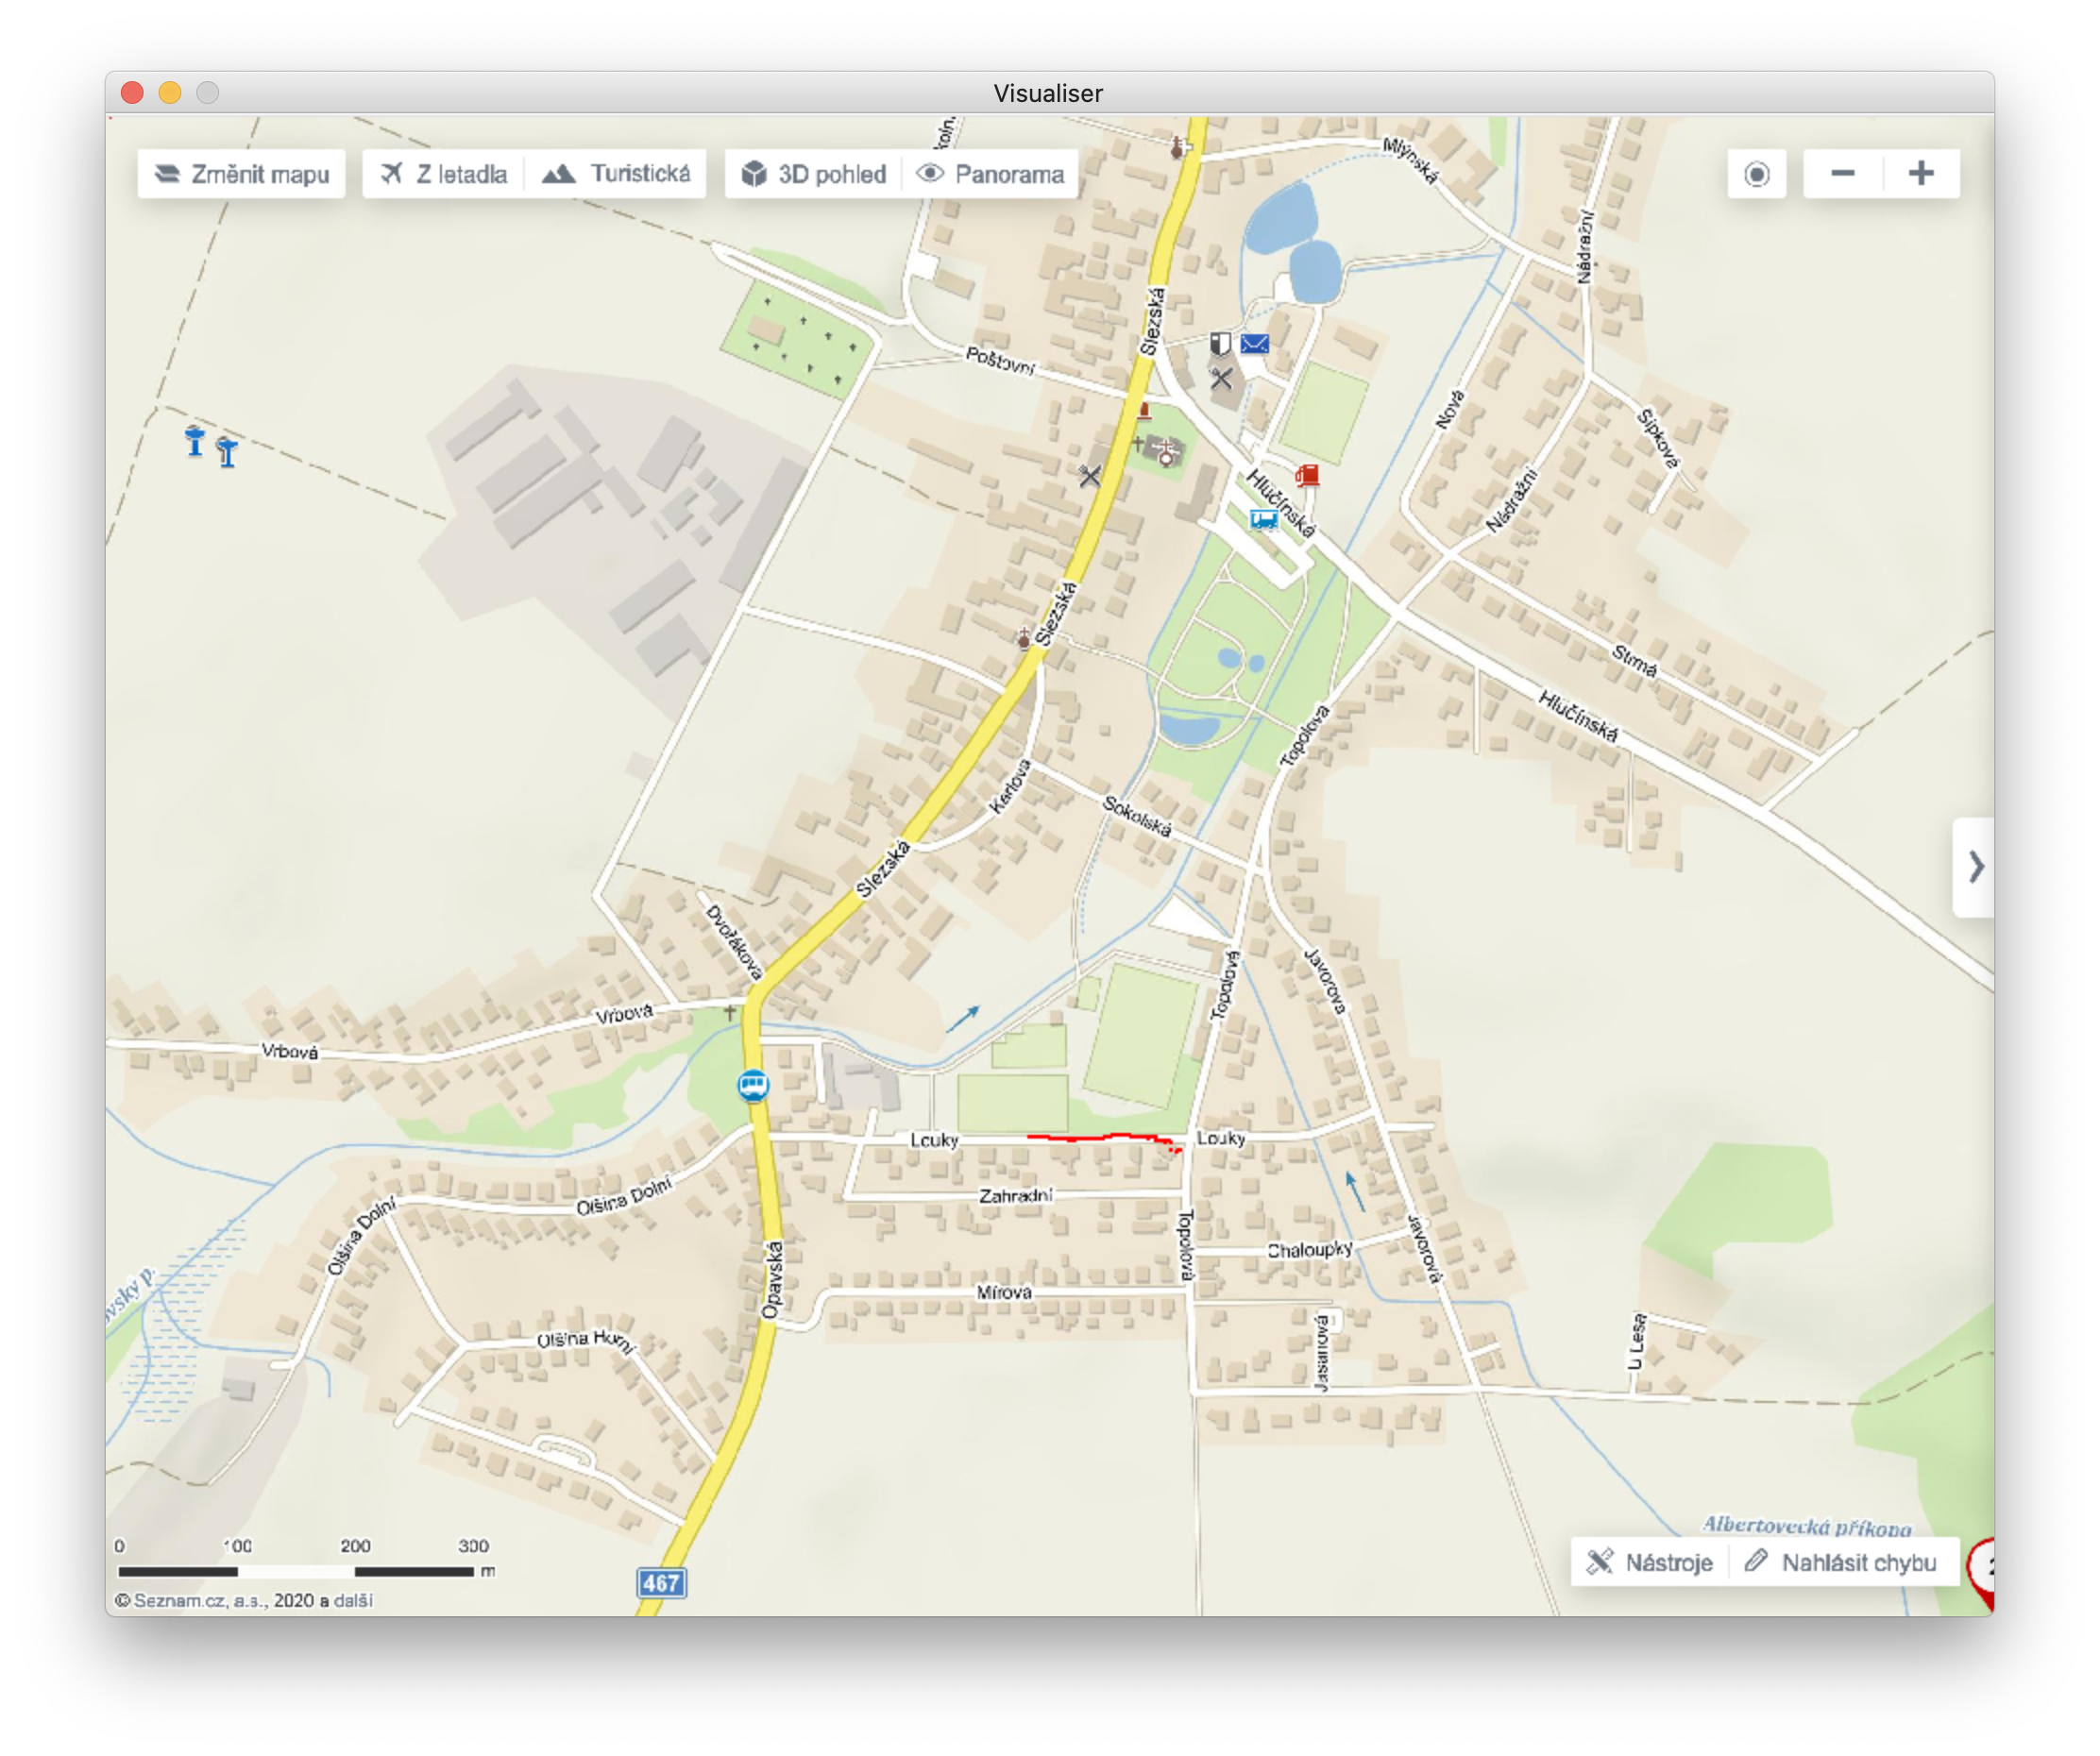 Visualiser
Mlýnská
Změnit mapu
Z letadla
Turistická
3D pohled
Panorama
Nádražní
Slezská
Poštovní
Nová
Šípková
Hlučínská
Nádražní
Slezská
Strmá
Hlučínská
Topolová
Karlova
Sokolská
Slezská
Dvořákova
Topolová
Javorová
Vrbová
Vrbová
Louky
Louky
Olšina Dolní
Zahradní
Olšina Dolní
Topolová
Chaloupky
Javorová
Opavská
Mírová
Olšina Horní
Jasanová
U Lesa
Albertovecká příkopa
0 100 200 300
m
Nástroje
Nahlásit chybu
467
© Seznam.cz, a.s., 2020 a další